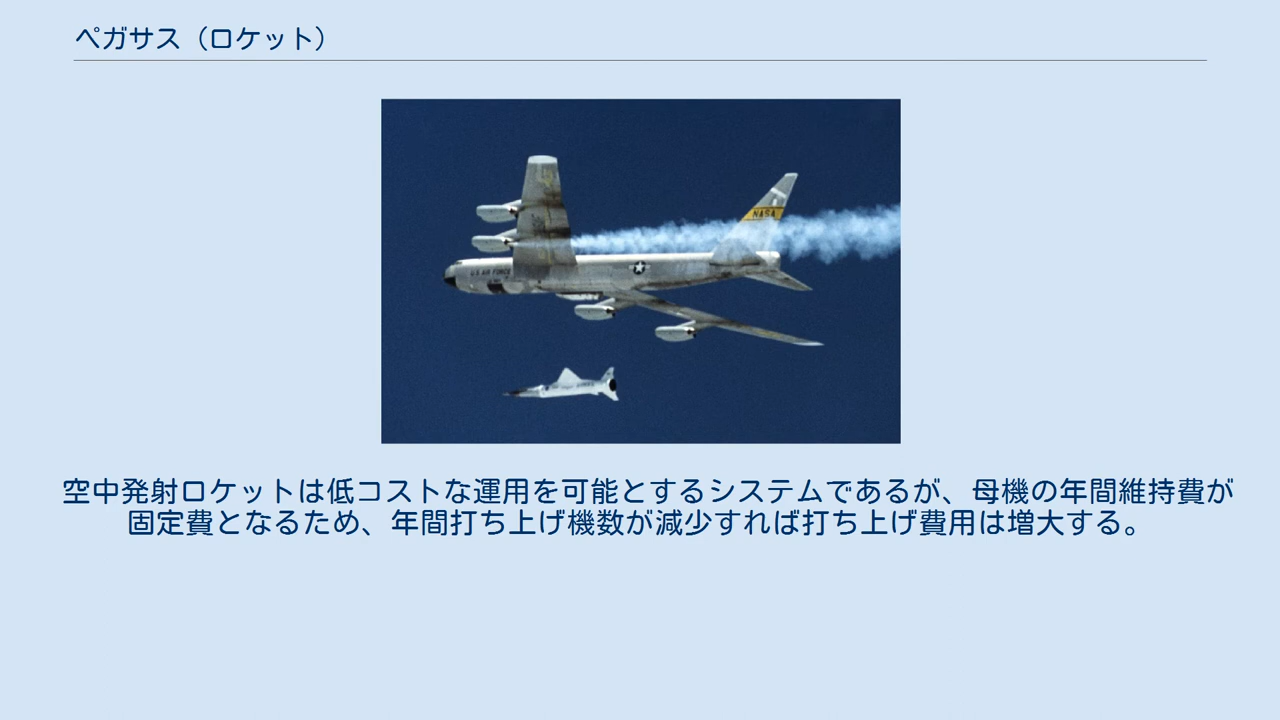 ペガサス（ロケット）
NASA
U.S. AIR FORCE
空中発射ロケットは低コストな運用を可能とするシステムであるが、母機の年間維持費が
固定費となるため、年間打ち上げ機数が減少すれば打ち上げ費用は増大する。